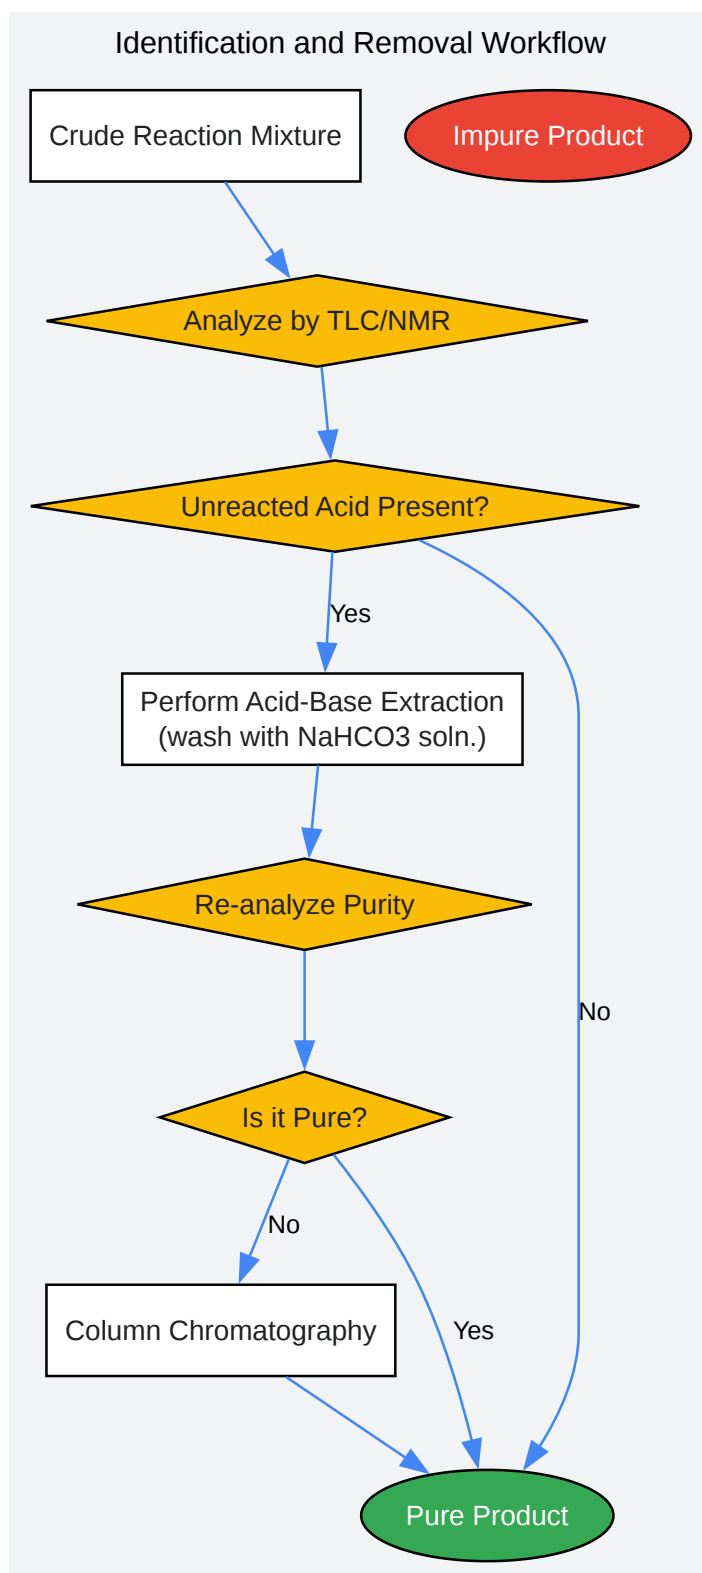 Identification and Removal Workflow
Crude Reaction Mixture
Impure Product
Analyze by TLC/NMR
Unreacted Acid Present?
Yes
Perform Acid-Base Extraction
(wash with NaHCO3 soln.)
Re-analyze Purity
No
Is it Pure?
No
Column Chromatography
Yes
Pure Product